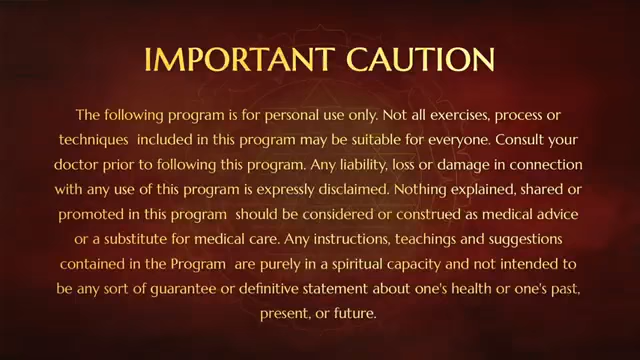 IMPORTANT CAUTION
The following program is for personal use only. Not all exercises, process or
techniques included in this program may be suitable for everyone. Consult your
doctor prior to following this program. Any liability, loss or damage in connection
with any use of this program is expressly disclaimed. Nothing explained, shared or
promoted in this program should be considered or construed as medical advice
or a substitute for medical care. Any instructions, teachings and suggestions
contained in the Program are purely in a spiritual capacity and not intended to
be any sort of guarantee or definitive statement about one's health or one's past,
present, or future.